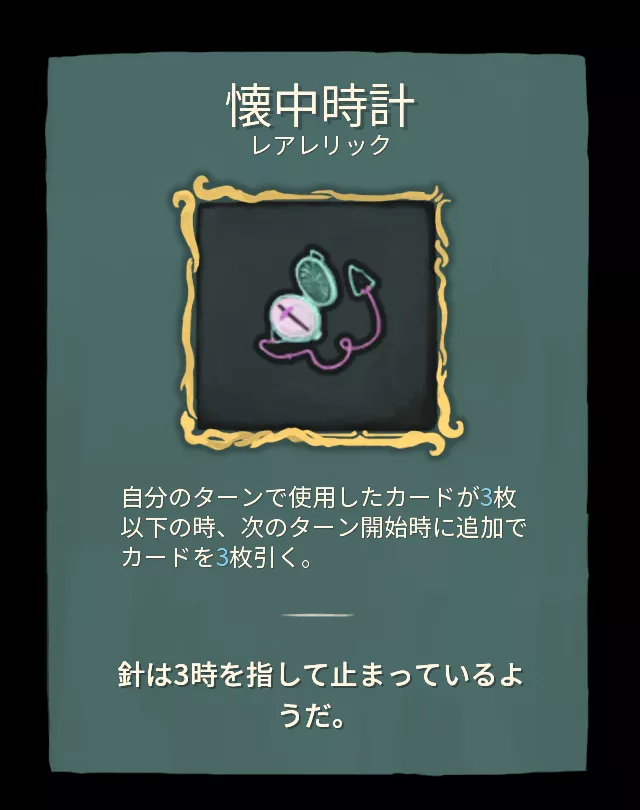 懐中時計
レアレリック
自分のターンで使用したカードが3枚
以下の時、次のターン開始時に追加で
カードを3枚引く。
針は3時を指して止まっているよ
うだ。